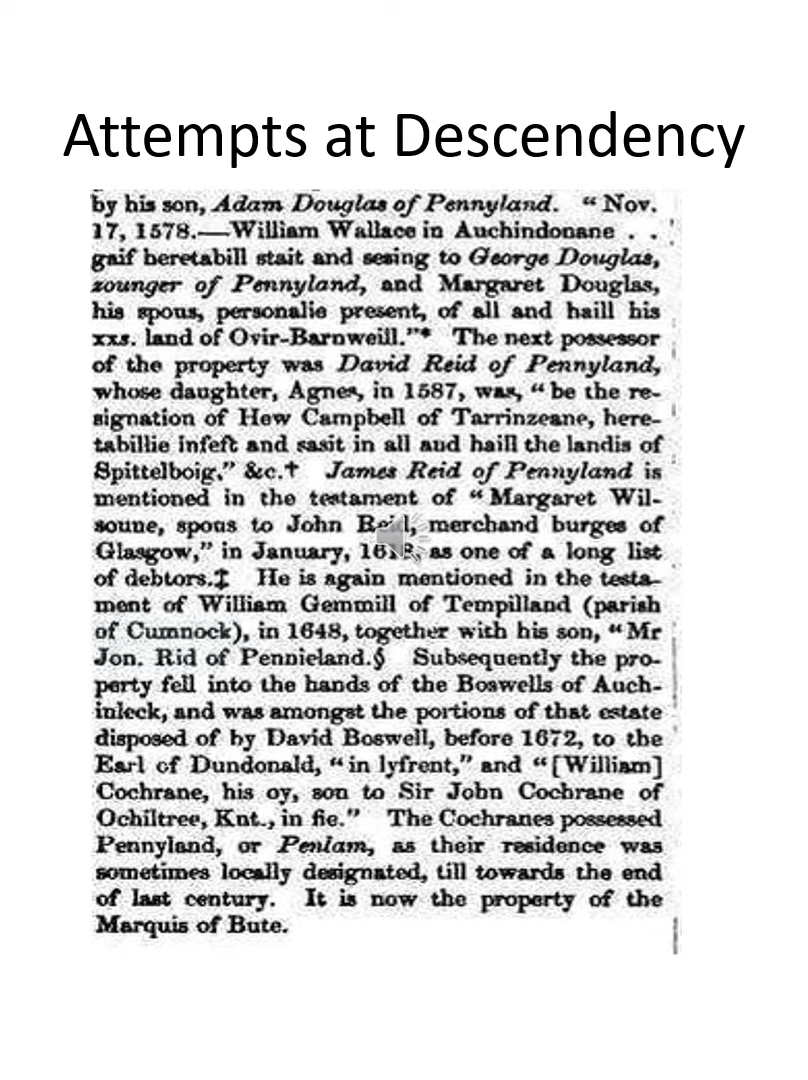 Attempts at Descendency
by his son, Adam Douglas of Pennyland. “Nov.
17, 1578.—William Wallace in Auchindonane . .
gaif heretabill stait and sesing to George Douglas,
zounger of Pennyland, and Margaret Douglas,
his spous, personalie present, of all and haill his
xxs. land of Ovir-Barnweill.”* The next possessor
of the property was David Reid of Pennyland,
whose daughter, Agnes, in 1587, was, “be the re-
signation of Hew Campbell of Tarrinzeane, here-
tabillie infeft and sasit in all and haill the landis of
Spittelboig,” &c.† James Reid of Pennyland is
mentioned in the testament of “Margaret Wil-
soune, spous to John Reid, merchand burges of
Glasgow,” in January, as one of a long list
of debtors.‡ He is again mentioned in the testa-
ment of William Gemmill of Tempilland (parish
of Cumnock), in 1648, together with his son, “Mr
Jon. Rid of Pennieland.§ Subsequently the pro-
perty fell into the hands of the Boswells of Auch-
inleck, and was amongst the portions of that estate
disposed of by David Boswell, before 1672, to the
Earl of Dundonald, “in lyfrent,” and “[William]
Cochrane, his oy, son to Sir John Cochrane of
Ochiltree, Knt., in fie.” The Cochranes possessed
Pennyland, or Penlam, as their residence was
sometimes locally designated, till towards the end
of last century. It is now the property of the
Marquis of Bute.